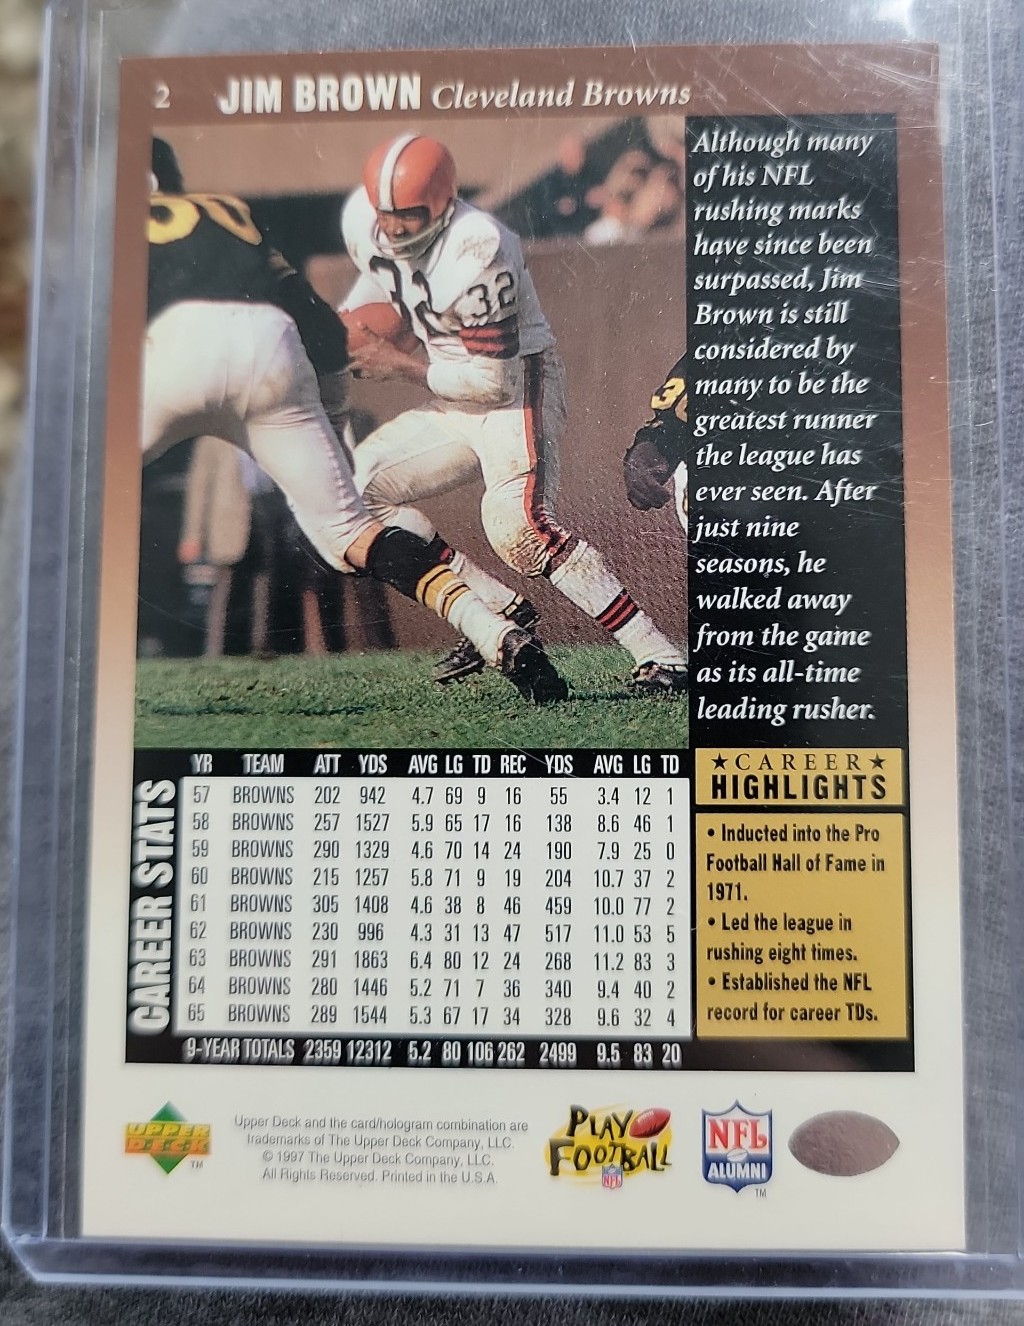 2 JIM BROWN Cleveland Browns
Although many
of his NFL
rushing marks
have since been
surpassed, Jim
Brown is still
considered by
many to be the
greatest runner
the league has
ever seen. After
just nine
seasons, he
walked away
from the game
as its all-time
leading rusher.
32
32
CAREER STATS
YR TEAM ATT YDS AVG LG TD REC YDS AVG LG TD
57 BROWNS 202 942 4.7 69 9 16 55 3.4 12 1
58 BROWNS 257 1527 5.9 65 17 16 138 8.6 46 1
59 BROWNS 290 1329 4.6 70 14 24 190 7.9 25 0
60 BROWNS 215 1257 5.8 71 9 19 204 10.7 37 2
61 BROWNS 305 1408 4.6 38 8 46 459 10.0 77 2
62 BROWNS 230 996 4.3 31 13 47 517 11.0 53 5
63 BROWNS 291 1863 6.4 80 12 24 268 11.2 83 3
64 BROWNS 280 1446 5.2 71 7 36 340 9.4 40 2
65 BROWNS 289 1544 5.3 67 17 34 328 9.6 32 4
9-YEAR TOTALS 2359 12312 5.2 80 106 262 2499 9.5 83 20
★CAREER★
HIGHLIGHTS
• Inducted into the Pro
Football Hall of Fame in
1971.
• Led the league in
rushing eight times.
• Established the NFL
record for career TDs.
UPPER
DECK
TM
Upper Deck and the card/hologram combination are
trademarks of The Upper Deck Company, LLC.
© 1997 The Upper Deck Company, LLC.
All Rights Reserved. Printed in the U.S.A.
PLAY
FOOTBALL
NFL
NFL
ALUMNI
TM